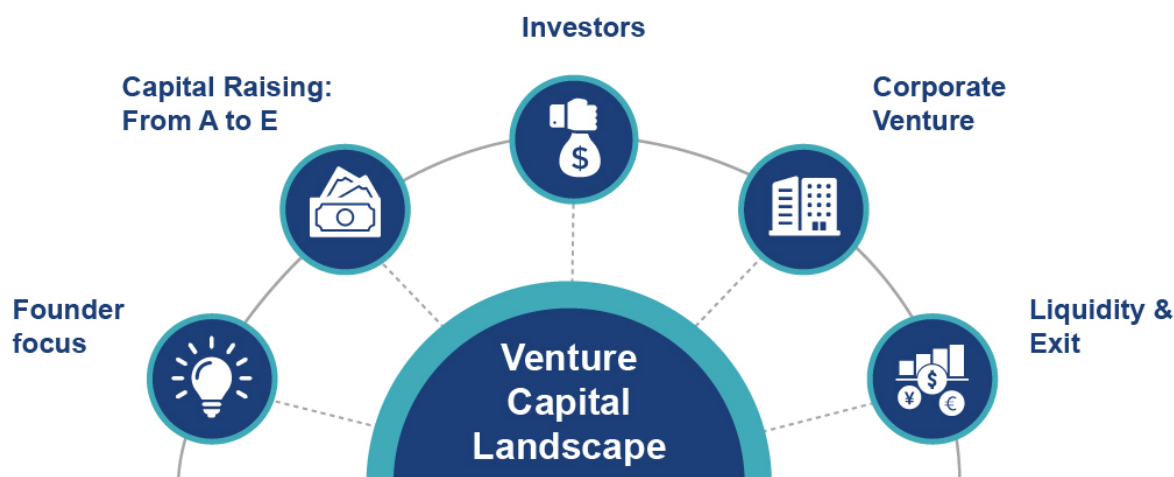 Investors
Capital Raising:
From A to E
Corporate
Venture
Founder
focus
Liquidity &
Exit
Venture
Capital
Landscape
$
$
¥
€